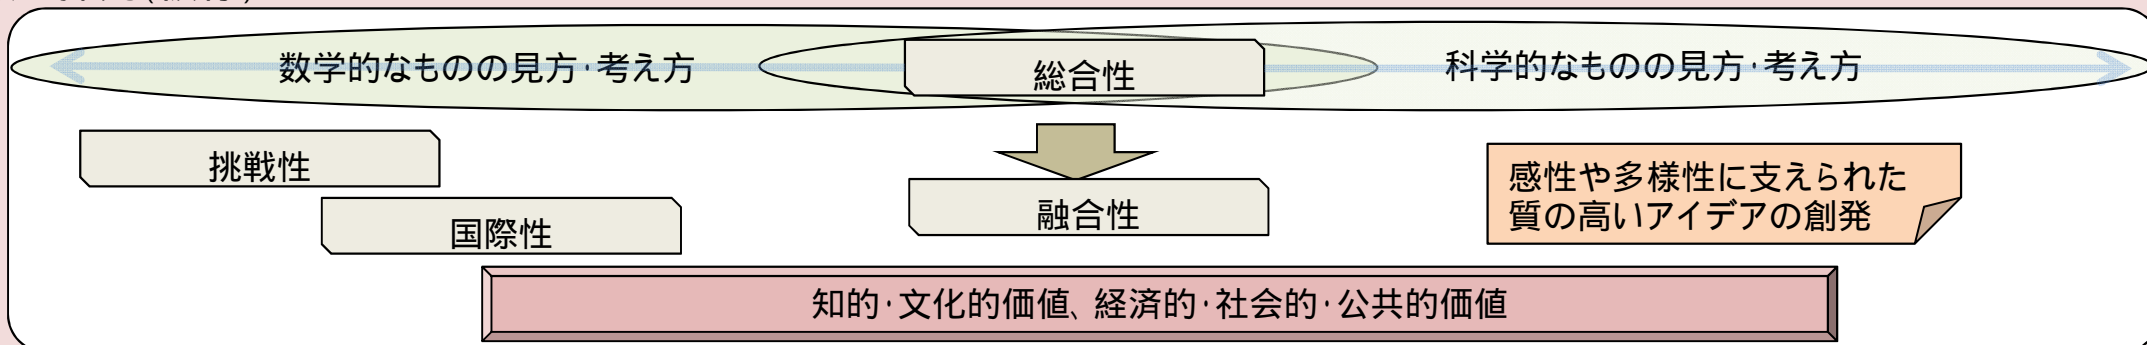 数学的なものの見方・考え方
総合性
科学的なものの見方・考え方
挑戦性
国際性
融合性
感性や多様性に支えられた
質の高いアイデアの創発
知的・文化的価値、経済的・社会的・公共的価値